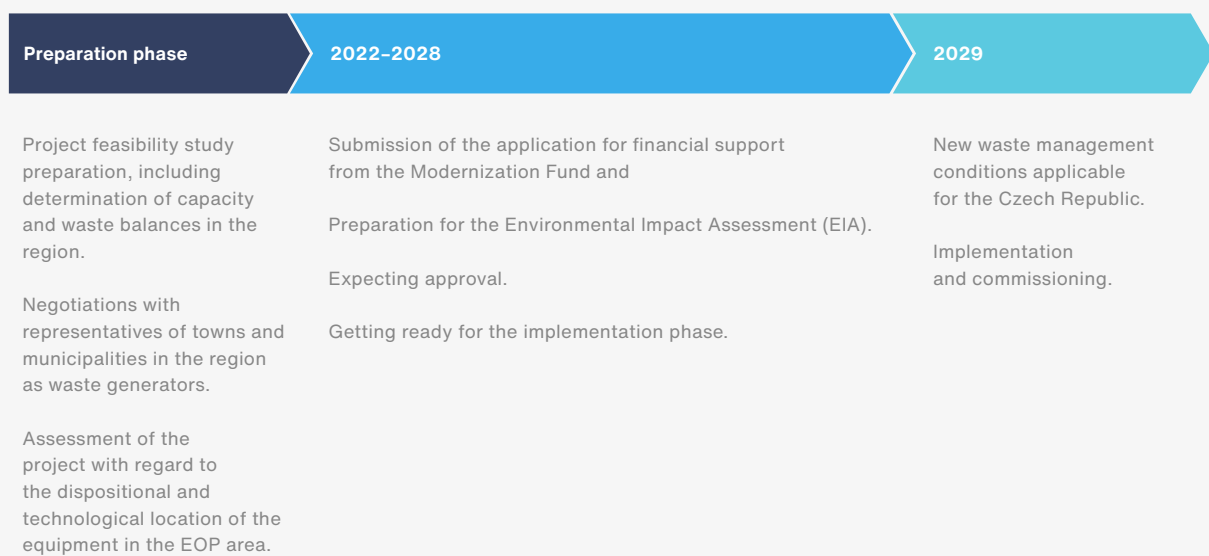 Preparation phase
2022–2028
2029
Project feasibility study
preparation, including
determination of capacity
and waste balances in the
region.
Negotiations with
representatives of towns and
municipalities in the region
as waste generators.
Assessment of the
project with regard to
the dispositional and
technological location of the
equipment in the EOP area.
Submission of the application for financial support
from the Modernization Fund and
Preparation for the Environmental Impact Assessment (EIA).
Expecting approval.
Getting ready for the implementation phase.
New waste management
conditions applicable
for the Czech Republic.
Implementation
and commissioning.